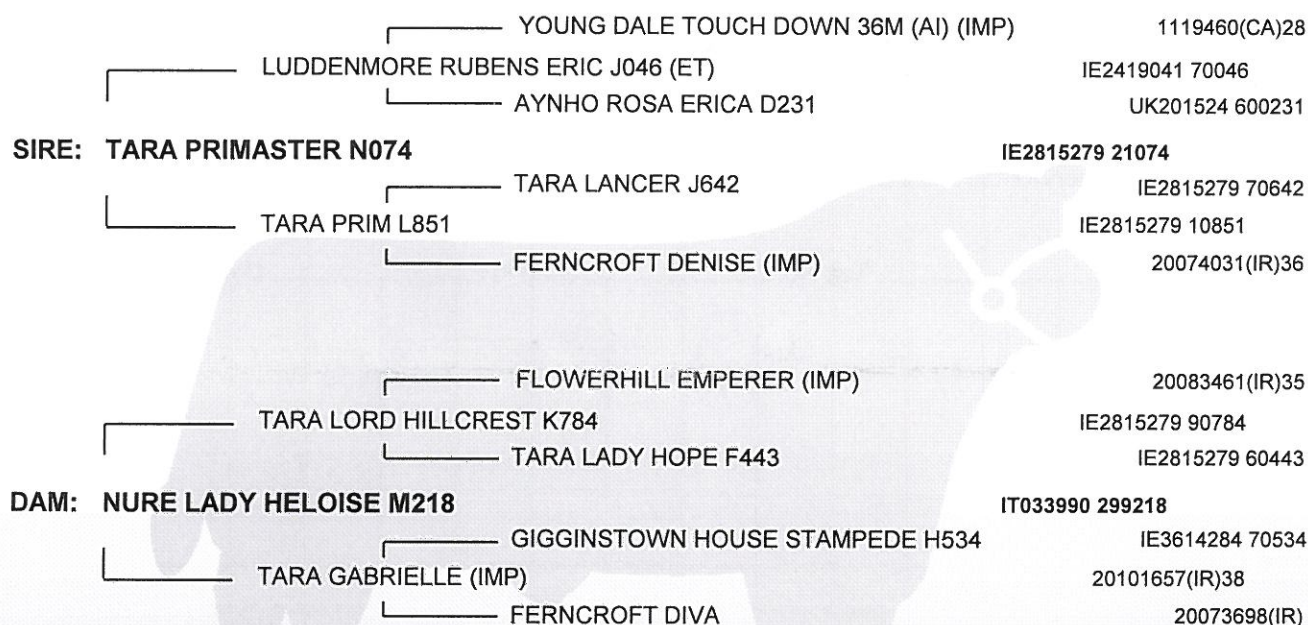 YOUNG DALE TOUCH DOWN 36M (AI) (IMP) 1119460(CA)28
LUDDENMORE RUBENS ERIC J046 (ET) IE2419041 70046
AYNHO ROSA ERICA D231 UK201524 600231
SIRE: TARA PRIMASTER N074 IE2815279 21074
TARA LANCER J642 IE2815279 70642
TARA PRIM L851 IE2815279 10851
FERNCROFT DENISE (IMP) 20074031(IR)36
FLOWERHILL EMPERER (IMP) 20083461(IR)35
TARA LORD HILLCREST K784 IE2815279 90784
TARA LADY HOPE F443 IE2815279 60443
DAM: NURE LADY HELOISE M218 IT033990 299218
GIGGINSTOWN HOUSE STAMPEDE H534 IE3614284 70534
TARA GABRIELLE (IMP) 20101657(IR)38
FERNCROFT DIVA 20073698(IR)